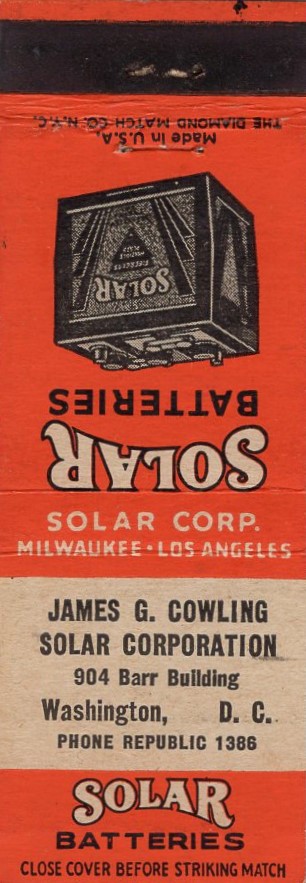 THE DIAMOND MATCH CO. N.Y.C.
Made in U.S.A.
SOLAR
BATTERIES
SOLAR
SOLAR CORP.
MILWAUKEE • LOS ANGELES
JAMES G. COWLING
SOLAR CORPORATION
904 Barr Building
Washington, D. C.
PHONE REPUBLIC 1386
SOLAR
BATTERIES
CLOSE COVER BEFORE STRIKING MATCH